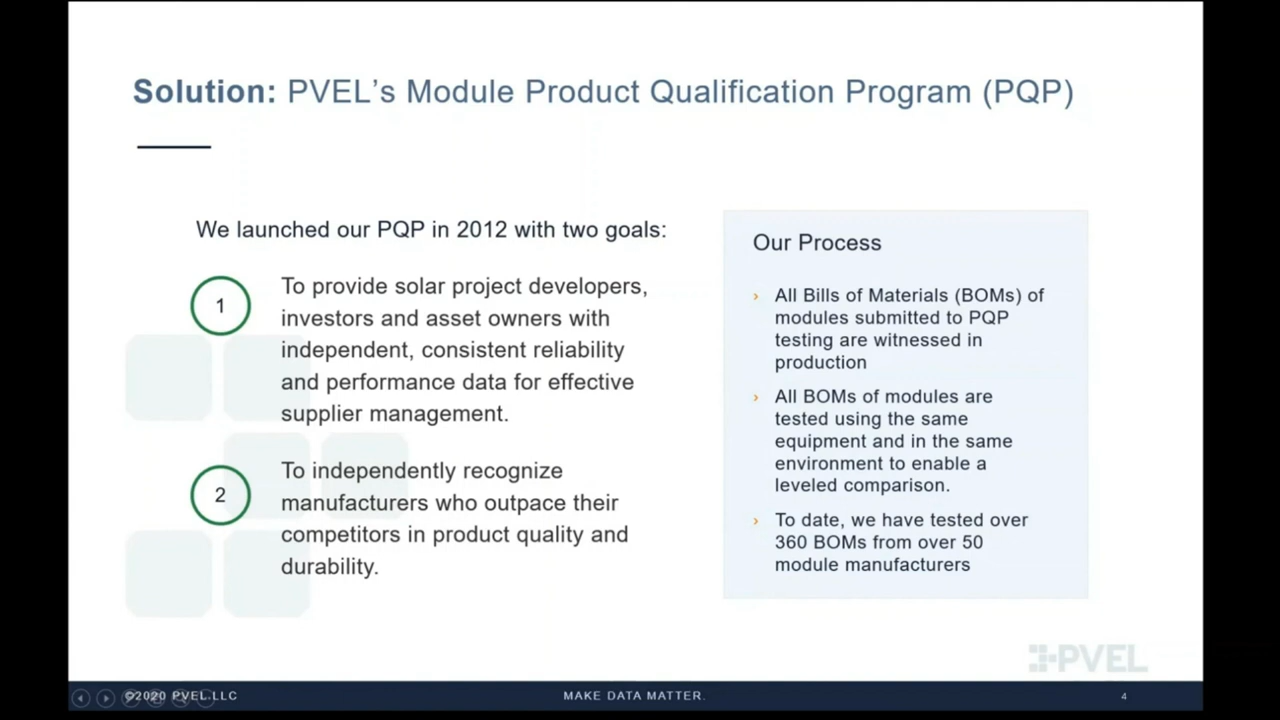 Solution: PVEL's Module Product Qualification Program (PQP)
We launched our PQP in 2012 with two goals:
1
To provide solar project developers,
investors and asset owners with
independent, consistent reliability
and performance data for effective
supplier management.
2
To independently recognize
manufacturers who outpace their
competitors in product quality and
durability.
Our Process
› All Bills of Materials (BOMs) of
modules submitted to PQP
testing are witnessed in
production
› All BOMs of modules are
tested using the same
equipment and in the same
environment to enable a
leveled comparison.
› To date, we have tested over
360 BOMs from over 50
module manufacturers
PVEL
©2020 PVEL LLC
MAKE DATA MATTER.
4